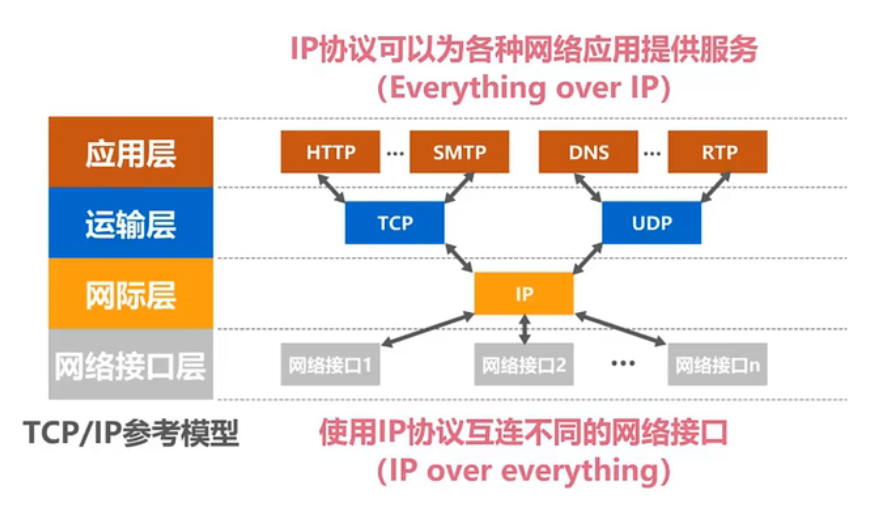 IP协议可以为各种网络应用提供服务
（Everything over IP）
应用层
HTTP ··· SMTP DNS ··· RTP
运输层
TCP UDP
网际层
IP
网络接口层
网络接口1 网络接口2 ··· 网络接口n
TCP/IP参考模型
使用IP协议互连不同的网络接口
（IP over everything）